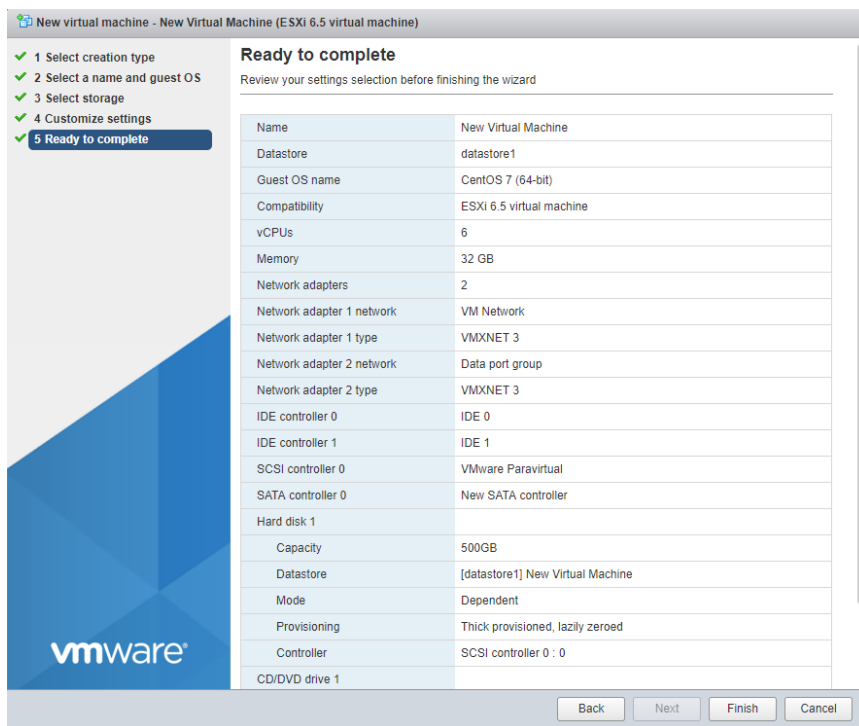 New virtual machine - New Virtual Machine (ESXi 6.5 virtual machine)
1 Select creation type
2 Select a name and guest OS
3 Select storage
4 Customize settings
5 Ready to complete
Ready to complete
Review your settings selection before finishing the wizard
Name New Virtual Machine
Datastore datastore1
Guest OS name CentOS 7 (64-bit)
Compatibility ESXi 6.5 virtual machine
vCPUs 6
Memory 32 GB
Network adapters 2
Network adapter 1 network VM Network
Network adapter 1 type VMXNET 3
Network adapter 2 network Data port group
Network adapter 2 type VMXNET 3
IDE controller 0 IDE 0
IDE controller 1 IDE 1
SCSI controller 0 VMware Paravirtual
SATA controller 0 New SATA controller
Hard disk 1
Capacity 500GB
Datastore [datastore1] New Virtual Machine
Mode Dependent
Provisioning Thick provisioned, lazily zeroed
Controller SCSI controller 0 : 0
CD/DVD drive 1
vmware®
Back Next Finish Cancel